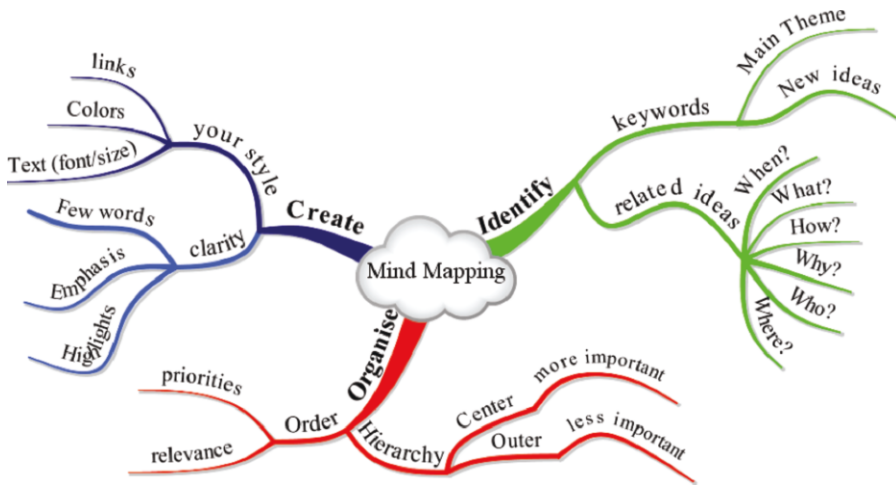 Mind Mapping
Create
your style
links
Colors
Text (font/size)
clarity
Few words
Emphasis
Highlights
Identify
keywords
Main Theme
New ideas
related ideas
When?
What?
How?
Why?
Who?
Where?
Organise
Order
priorities
relevance
Hierarchy
Center
more important
Outer
less important